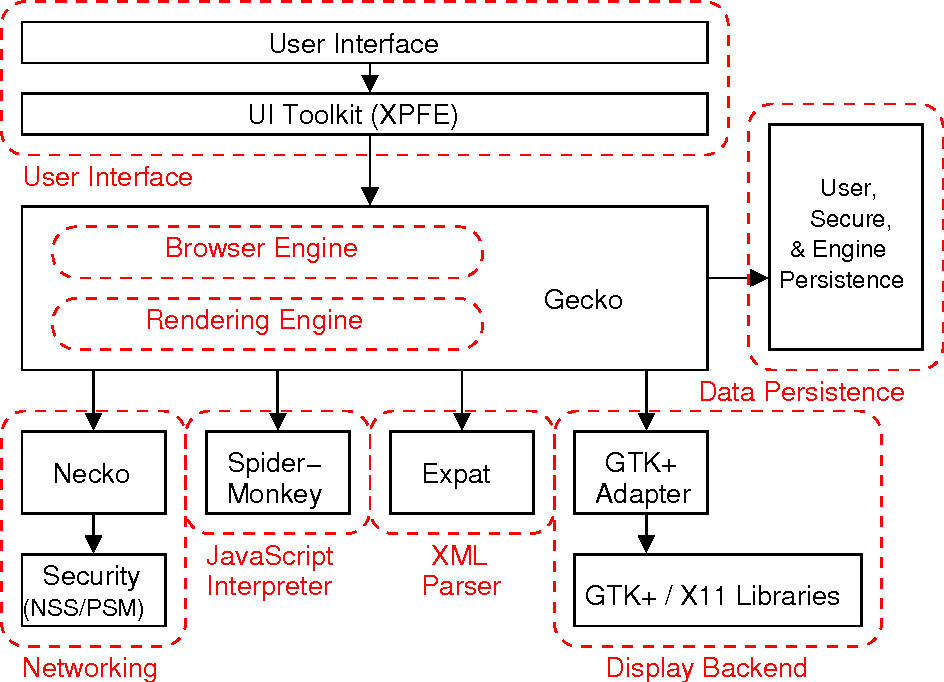 User Interface
UI Toolkit (XPFE)
User Interface
User,
Secure,
& Engine
Persistence
Data Persistence
Browser Engine
Rendering Engine
Gecko
Necko
Spider–
Monkey
Expat
GTK+
Adapter
JavaScript
Interpreter
XML
Parser
Security
(NSS/PSM)
GTK+ / X11 Libraries
Networking
Display Backend